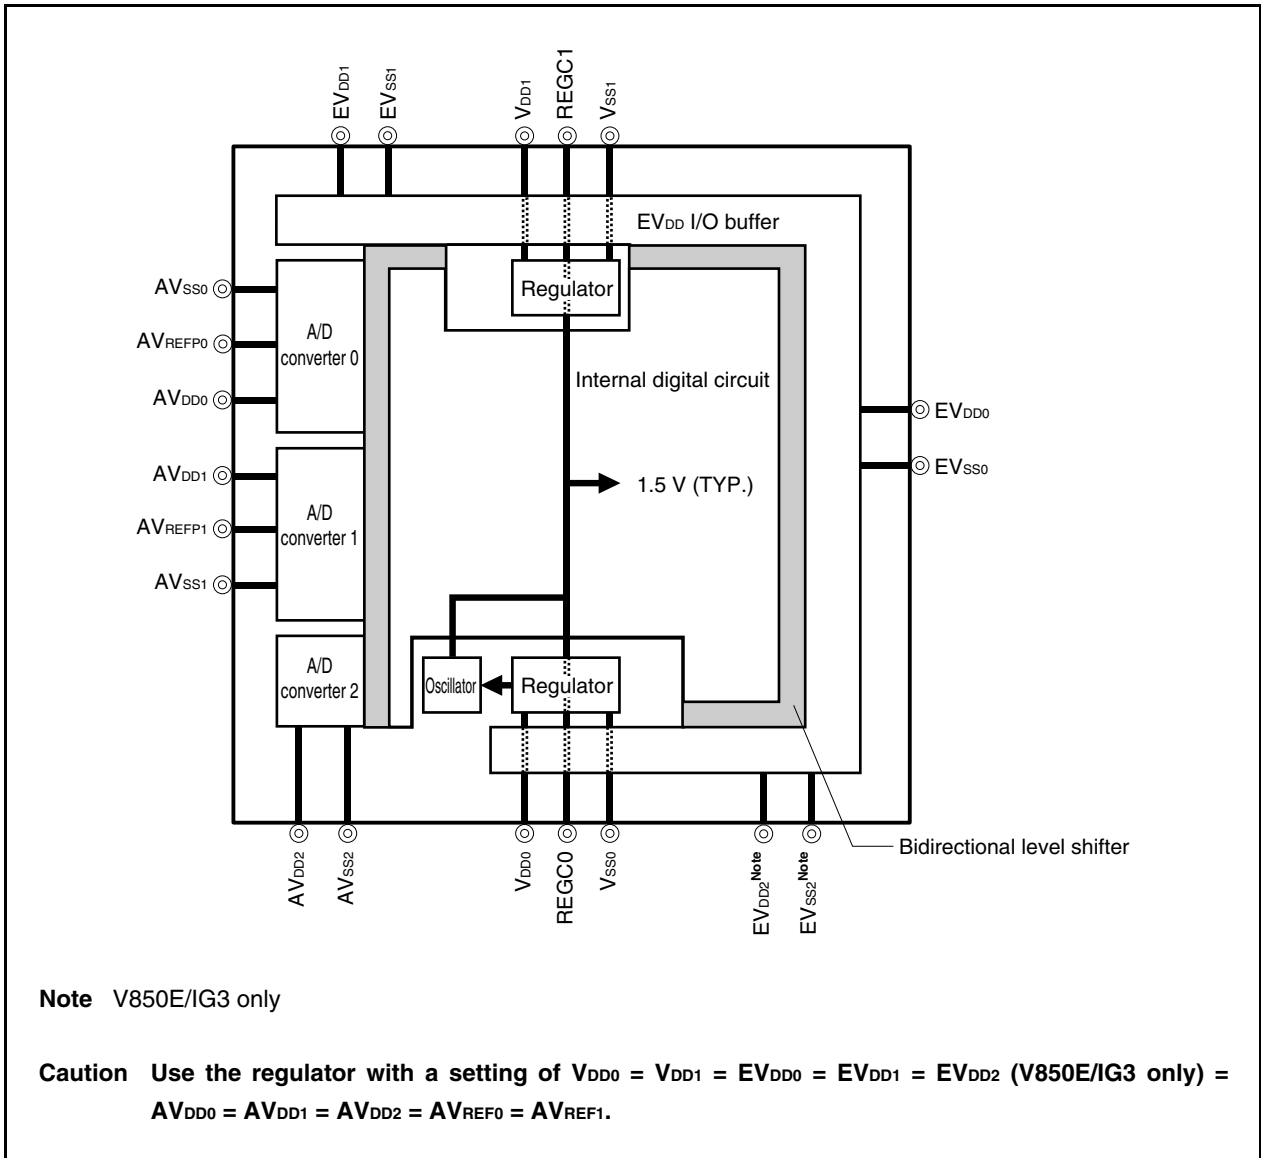 EVDD1
EVSS1
VDD1
REGC1
VSS1
EVDD I/O buffer
Regulator
AVSS0
AVREFP0
AVDD0
A/D
converter 0
Internal digital circuit
EVDD0
EVSS0
AVDD1
AVREFP1
AVSS1
A/D
converter 1
1.5 V (TYP.)
A/D
converter 2
Oscillator
Regulator
AVDD2
AVSS2
VDD0
REGC0
VSS0
EVDD2Note
EVSS2Note
Bidirectional level shifter
Note V850E/IG3 only
Caution Use the regulator with a setting of VDD0 = VDD1 = EVDD0 = EVDD1 = EVDD2 (V850E/IG3 only) =
AVDD0 = AVDD1 = AVDD2 = AVREF0 = AVREF1.